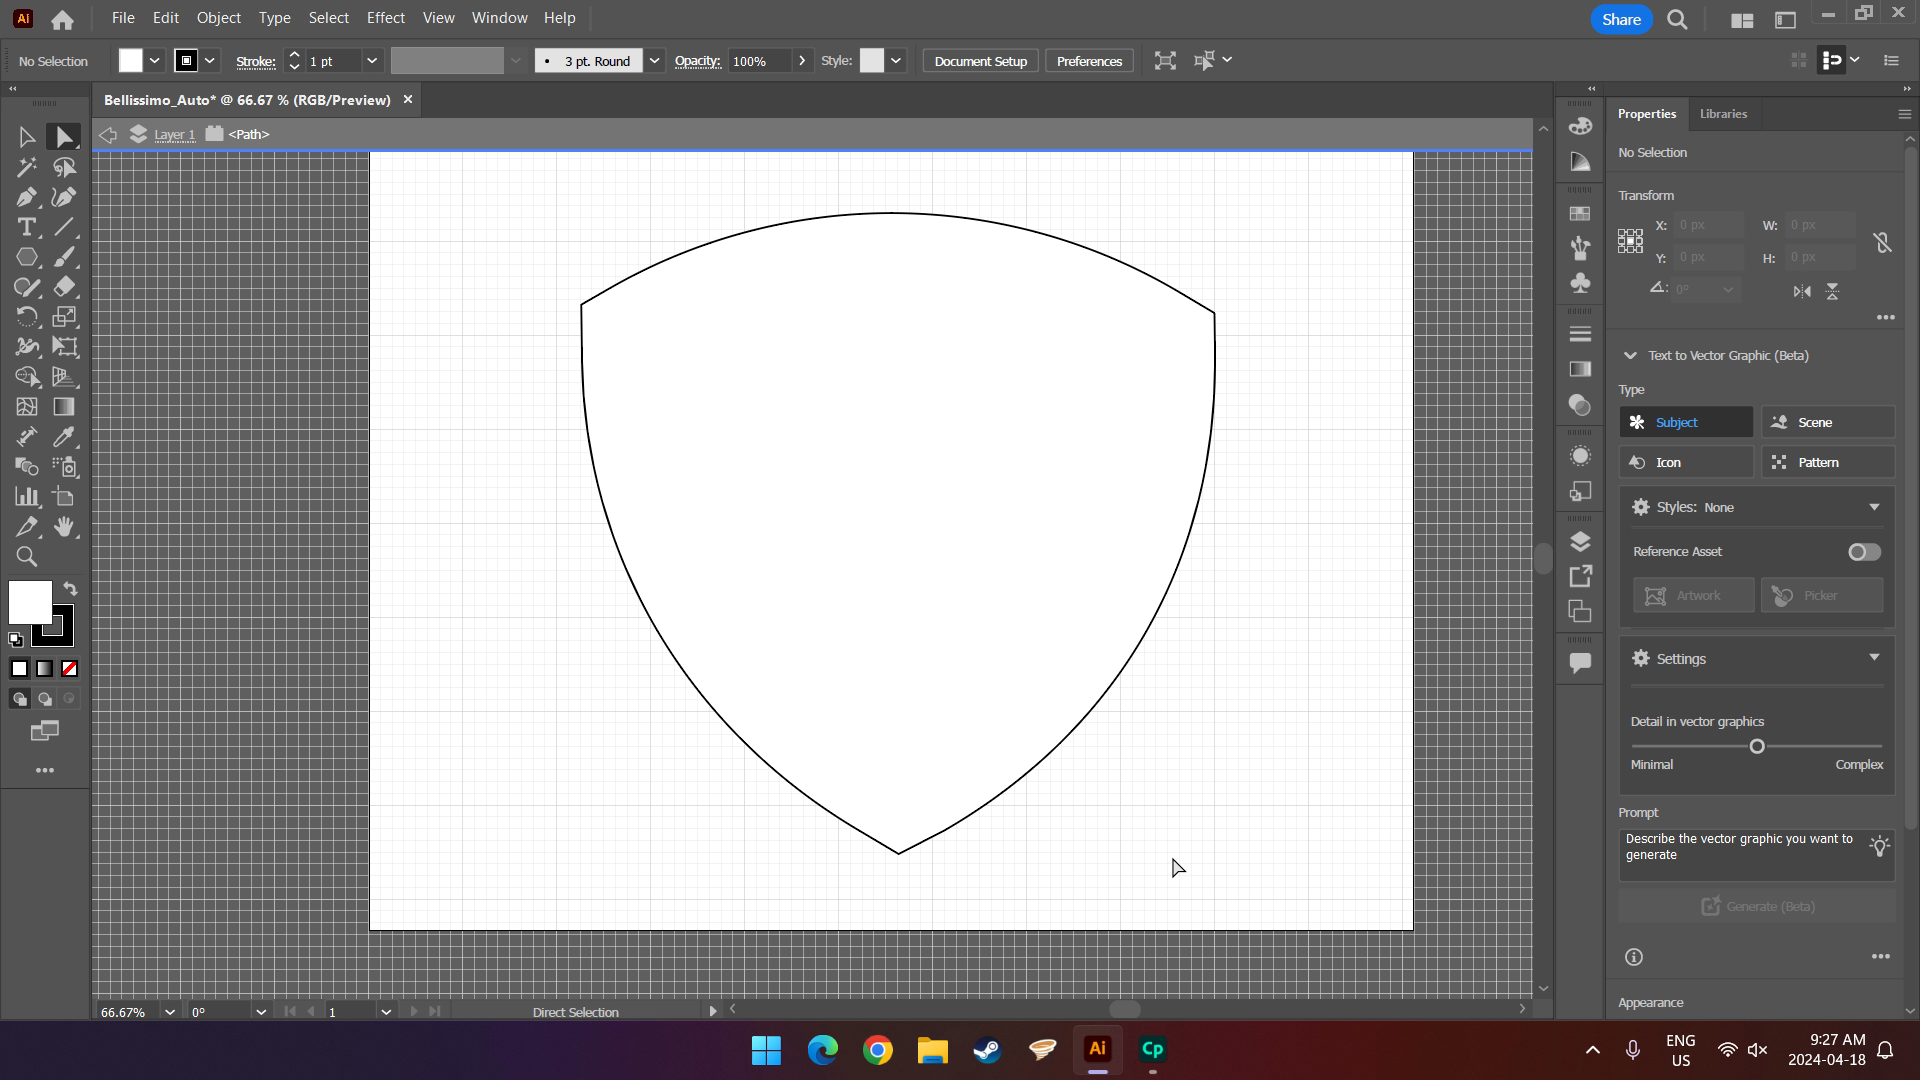 Ai File Edit Object Type Select Effect View Window Help Share
No Selection Stroke: 1 pt 3 pt. Round Opacity: 100% Style: Document Setup Preferences
Bellissimo_Auto* @ 66.67 % (RGB/Preview)
Layer 1 <Path>
Properties Libraries
No Selection
Transform
X: 0 px W: 0 px
Y: 0 px H: 0 px
0°
Text to Vector Graphic (Beta)
Type
Subject Scene
Icon Pattern
Styles: None
Reference Asset
Artwork Picker
Settings
Detail in vector graphics
Minimal Complex
Prompt
Describe the vector graphic you want to
generate
Generate (Beta)
Appearance
66.67% 0° 1 Direct Selection
Ai Cp
ENG
US
9:27 AM
2024-04-18